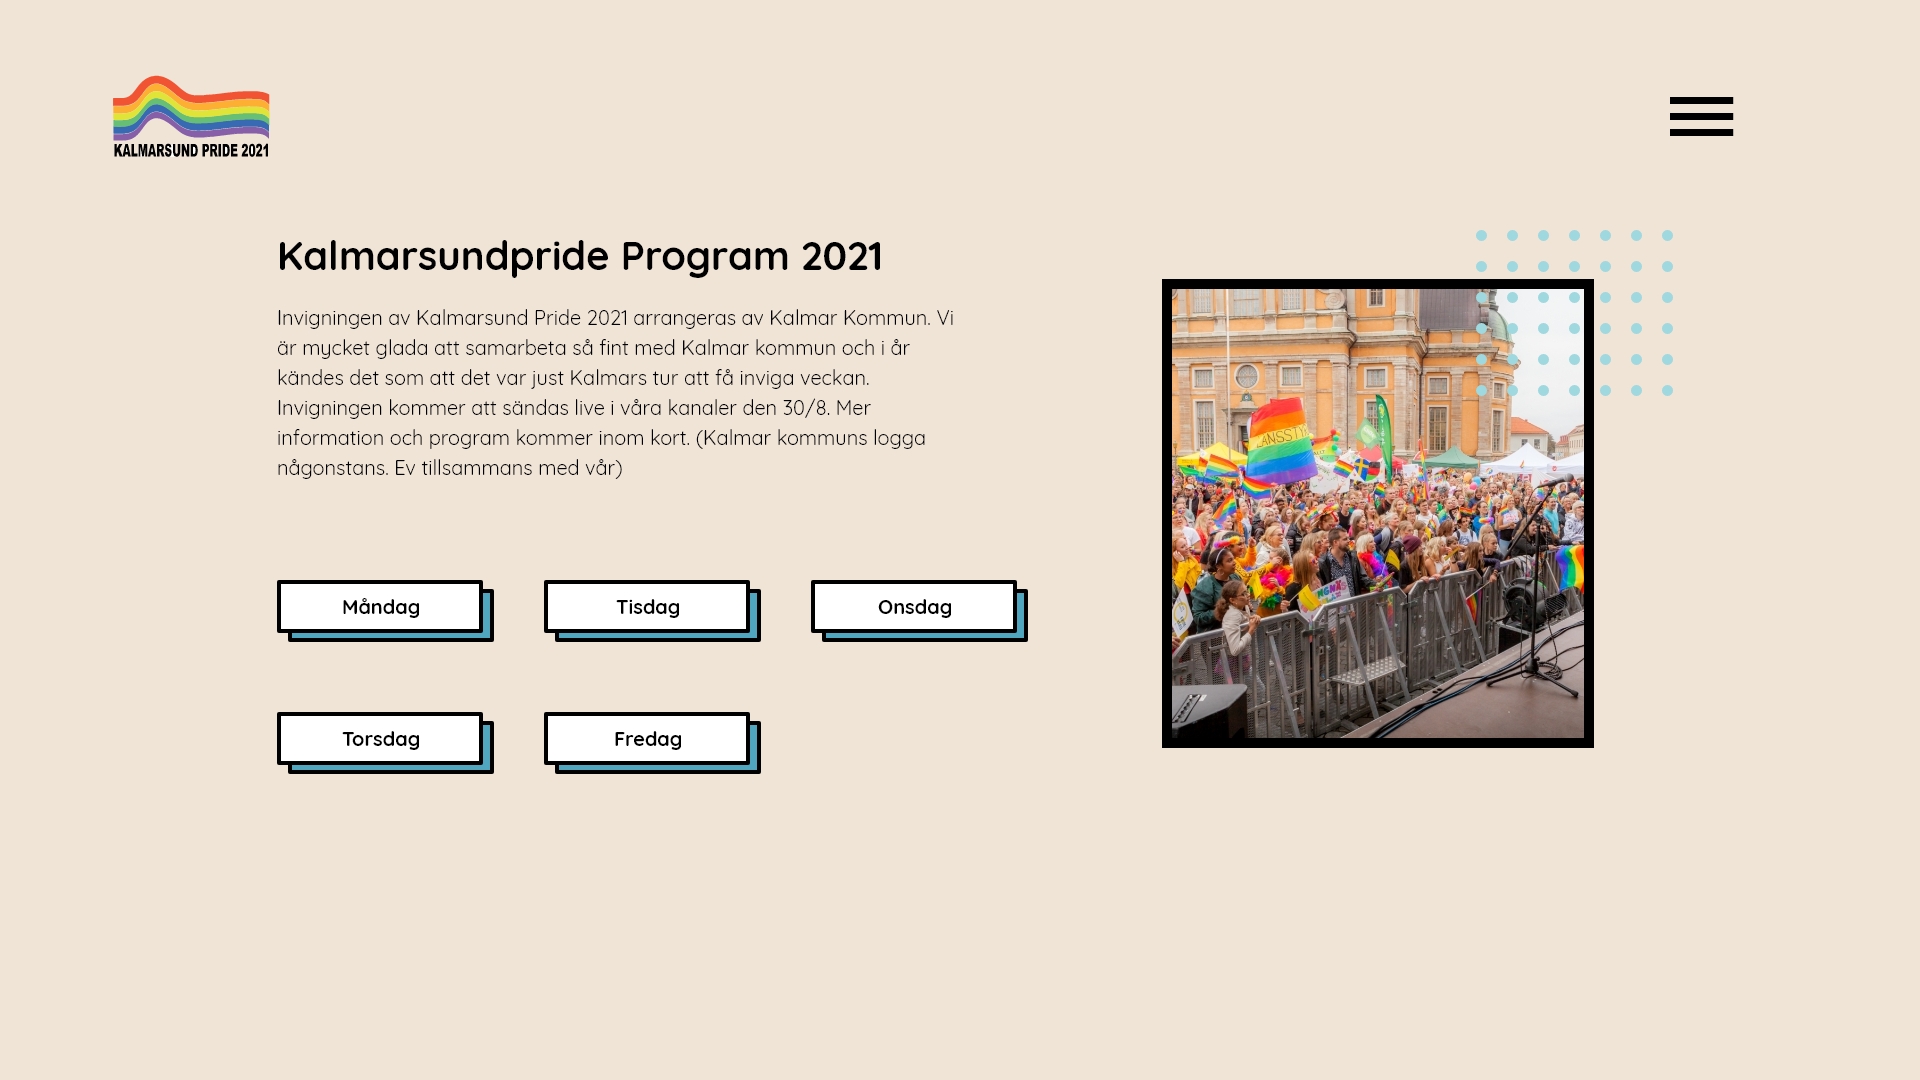 KALMARSUND PRIDE 2021
Kalmarsundpride Program 2021
Invigningen av Kalmarsund Pride 2021 arrangeras av Kalmar Kommun. Vi
är mycket glada att samarbeta så fint med Kalmar kommun och i år
kändes det som att det var just Kalmars tur att få inviga veckan.
Invigningen kommer att sändas live i våra kanaler den 30/8. Mer
information och program kommer inom kort. (Kalmar kommuns logga
någonstans. Ev tillsammans med vår)
Måndag
Tisdag
Onsdag
Torsdag
Fredag